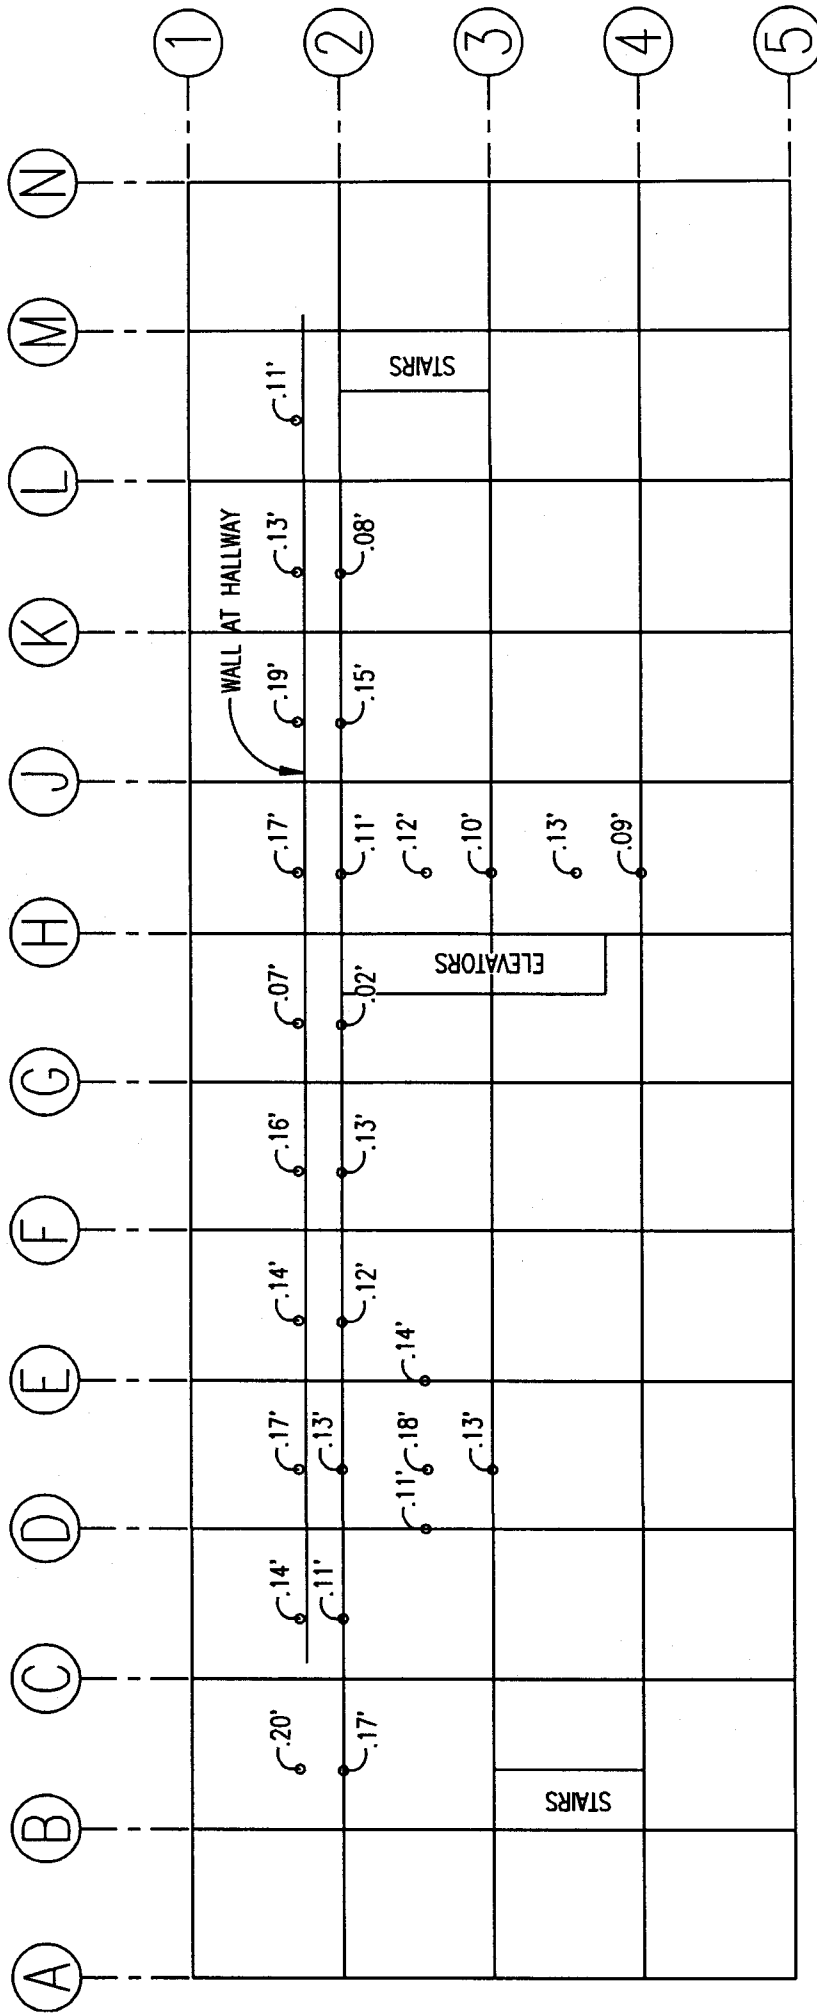 A B C D E F G H J K L M N
1
WALL AT HALLWAY
.20' .14' .17' .14' .16' .07' .17' .19' .13' .11'
.11' .13'
2
.17' .12' .13' .02' .11' .15' .08'
.11' .18' .14' .12'
STAIRS
ELEVATORS
.13' .10'
3
.13'
STAIRS
.09'
4
5